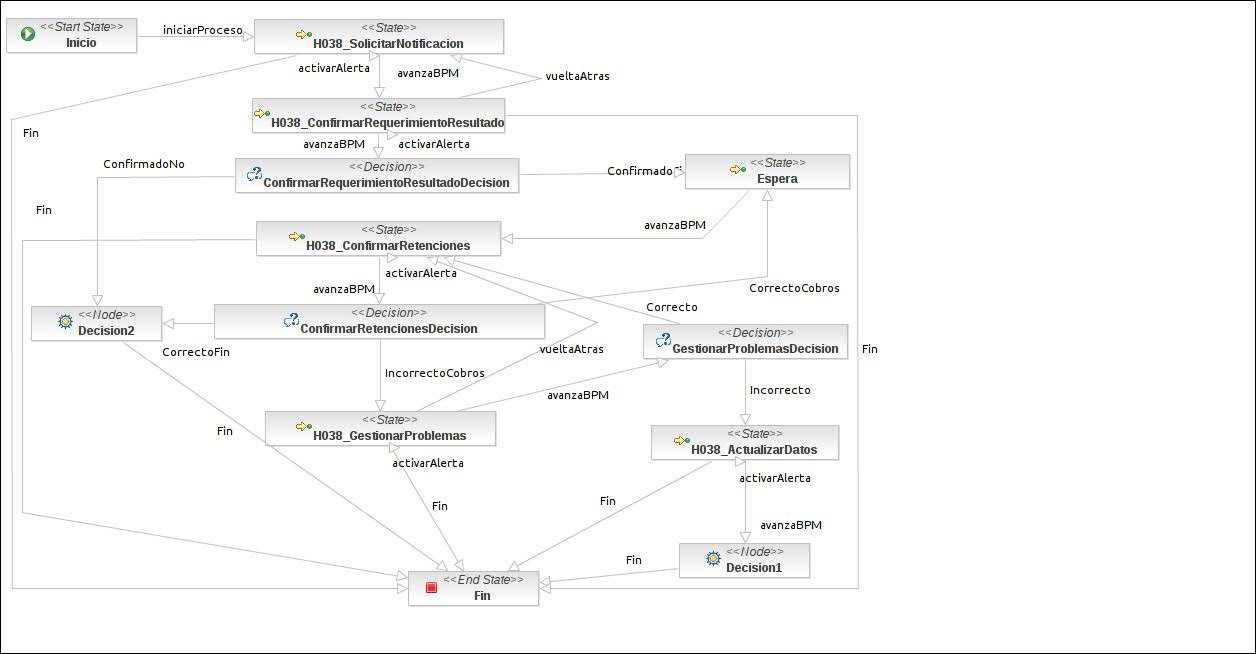 <<Start State>>
Inicio
iniciarProceso
<<State>>
H038_SolicitarNotificacion
activarAlerta
avanzaBPM
vueltaAtras
Fin
<<State>>
H038_ConfirmarRequerimientoResultado
avanzaBPM
activarAlerta
ConfirmadoNo
<<Decision>>
ConfirmarRequerimientoResultadoDecision
<<State>>
Espera
Fin
avanzaBPM
<<State>>
H038_ConfirmarRetenciones
activarAlerta
avanzaBPM
CorrectoCobros
Correcto
<<Node>>
Decision2
<<Decision>>
ConfirmarRetencionesDecision
<<Decision>>
GestionarProblemasDecision
CorrectoFin
vueltaAtras
Fin
IncorrectoCobros
avanzaBPM
Incorrecto
<<State>>
H038_GestionarProblemas
Fin
<<State>>
H038_ActualizarDatos
activarAlerta
activarAlerta
Fin
Fin
avanzaBPM
Fin
<<Node>>
Decision1
<<End State>>
Fin